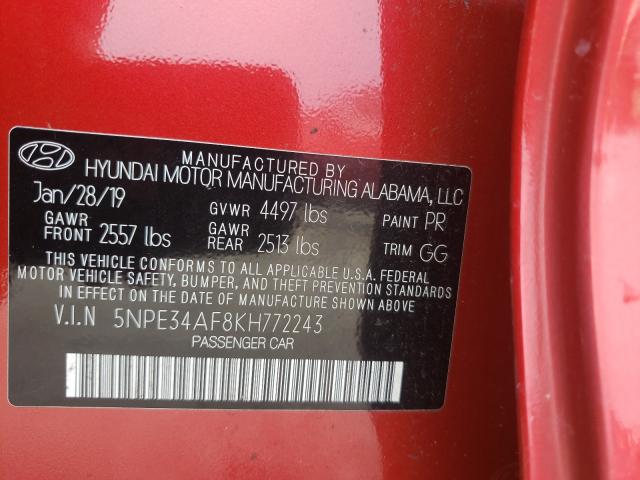 MANUFACTURED BY
HYUNDAI MOTOR MANUFACTURING ALABAMA, LLC
Jan/28/19 GVWR 4497 lbs PAINT PR
GAWR FRONT 2557 lbs GAWR REAR 2513 lbs TRIM GG
THIS VEHICLE CONFORMS TO ALL APPLICABLE U.S.A. FEDERAL
MOTOR VEHICLE SAFETY, BUMPER, AND THEFT PREVENTION STANDARDS
IN EFFECT ON THE DATE OF MANUFACTURE SHOWN ABOVE.
V.I.N 5NPE34AF8KH772243
PASSENGER CAR